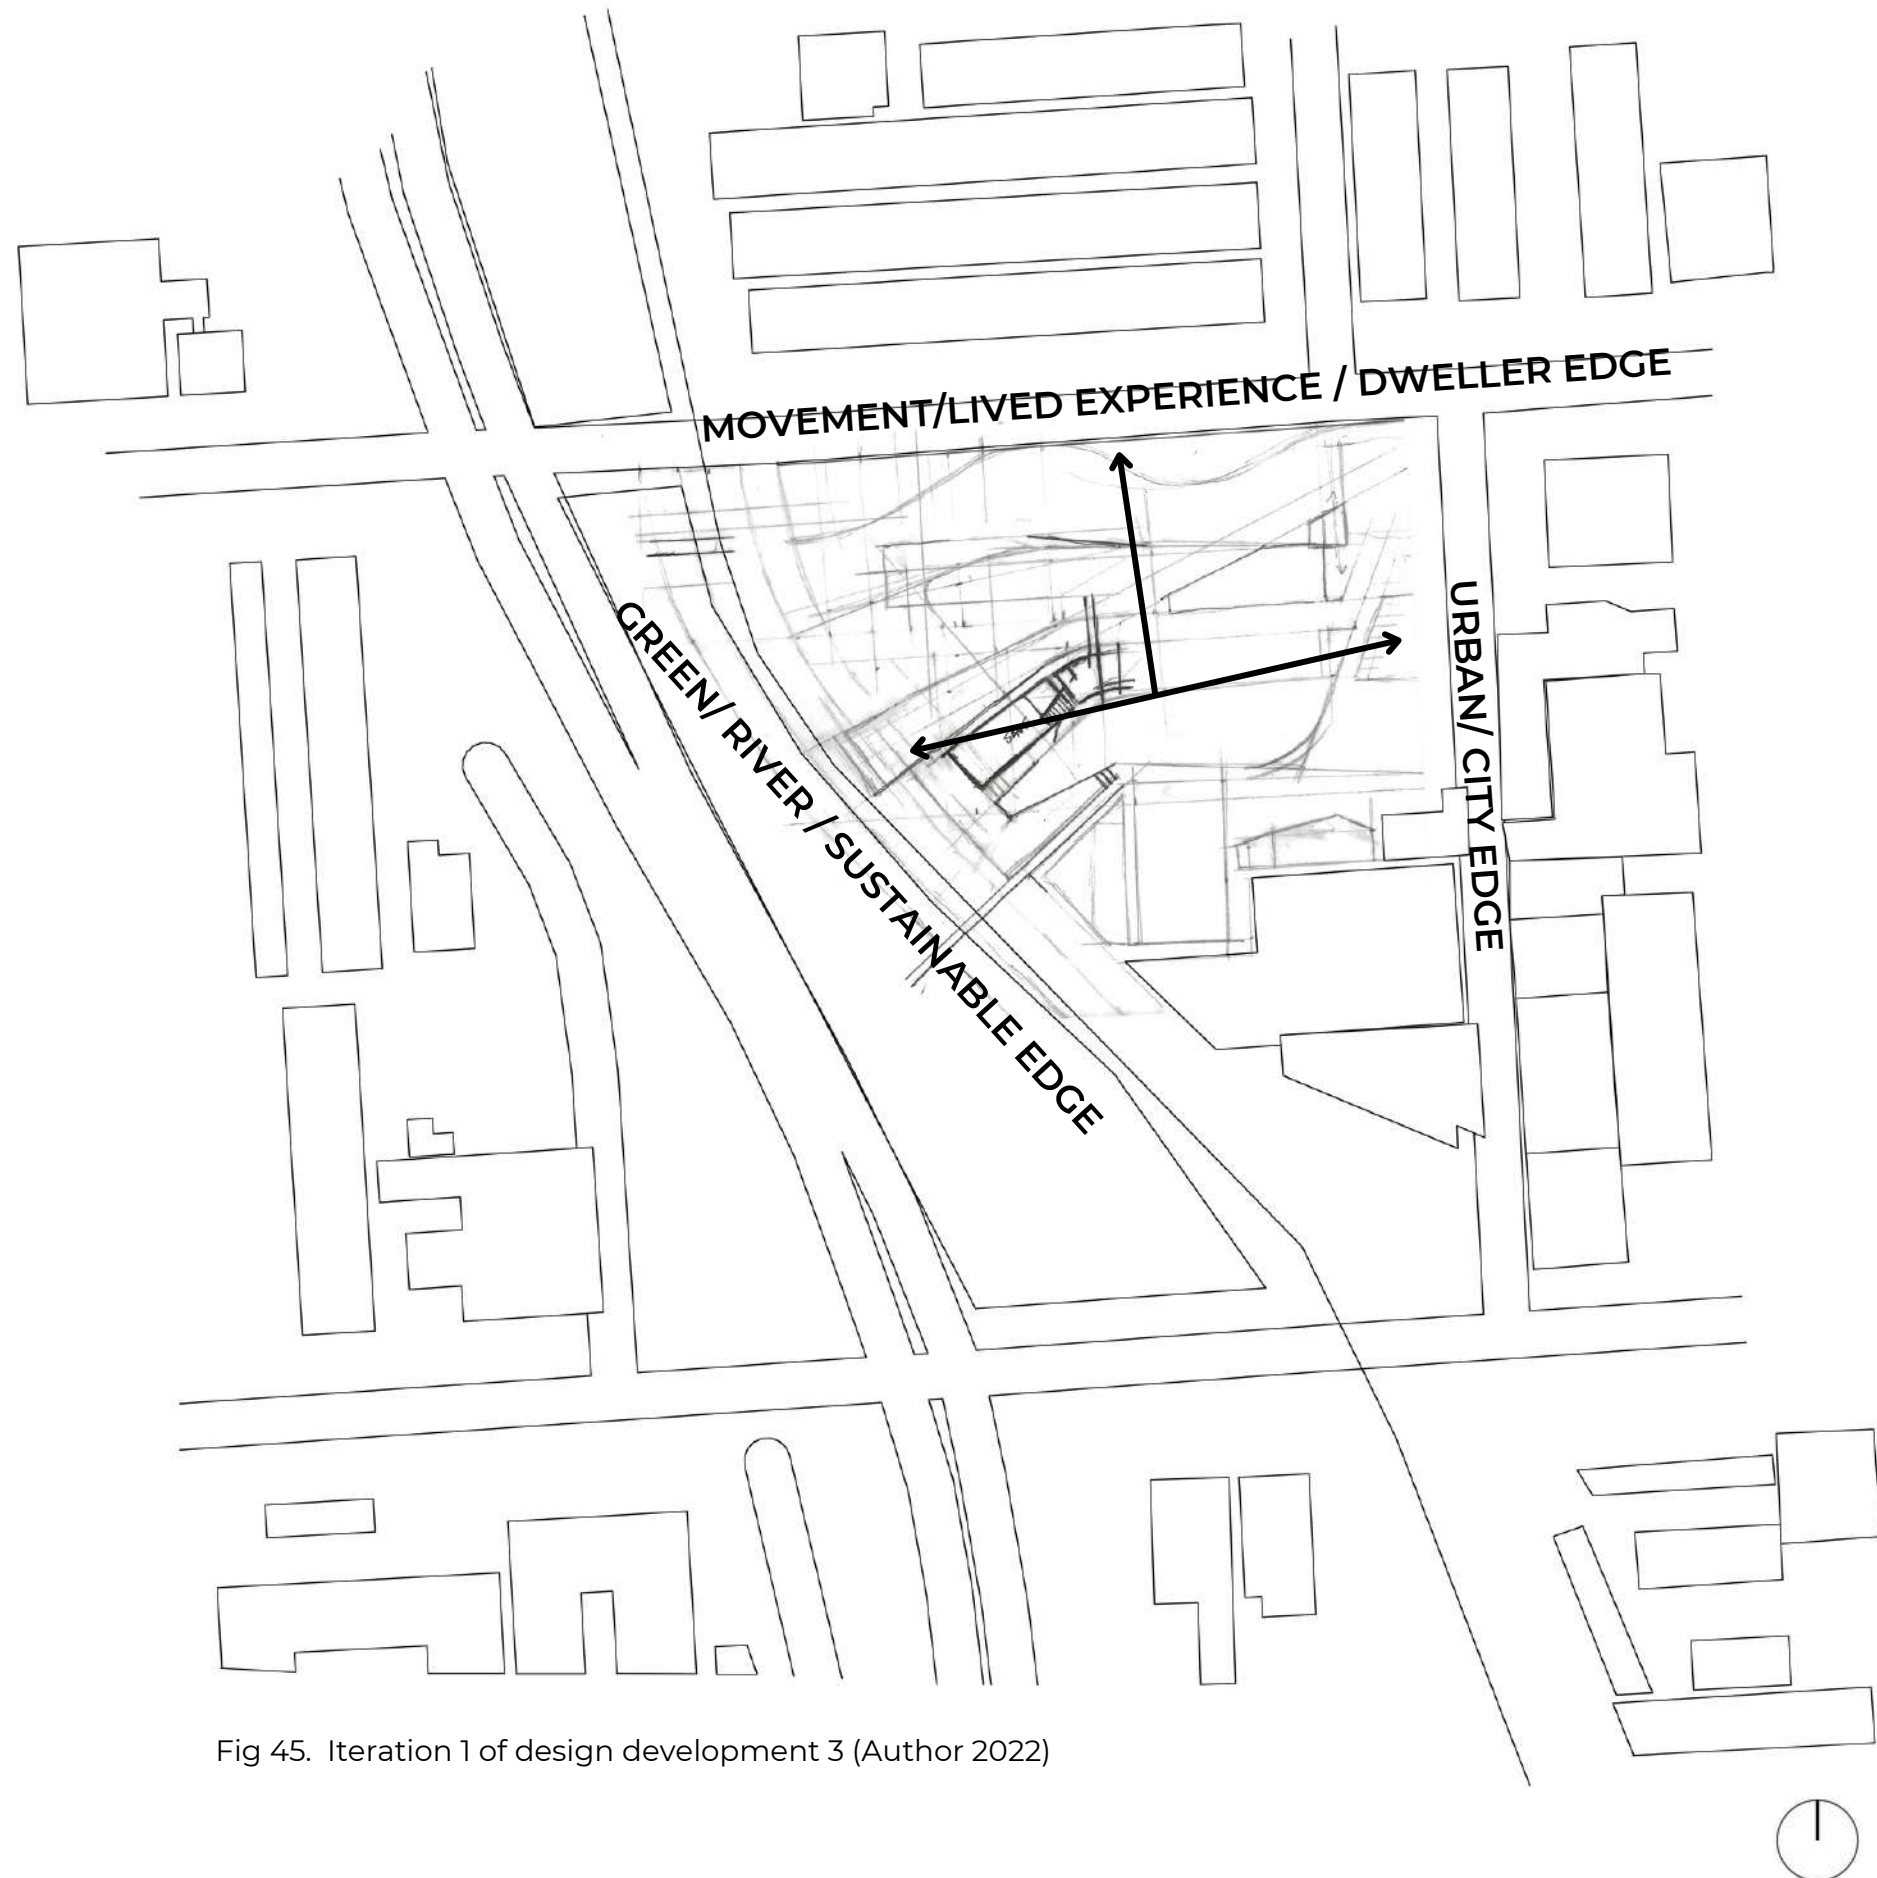 MOVEMENT/LIVED EXPERIENCE / DWELLER EDGE
GREEN/ RIVER / SUSTAINABLE EDGE
URBAN/ CITY EDGE
Fig 45. Iteration 1 of design development 3 (Author 2022)